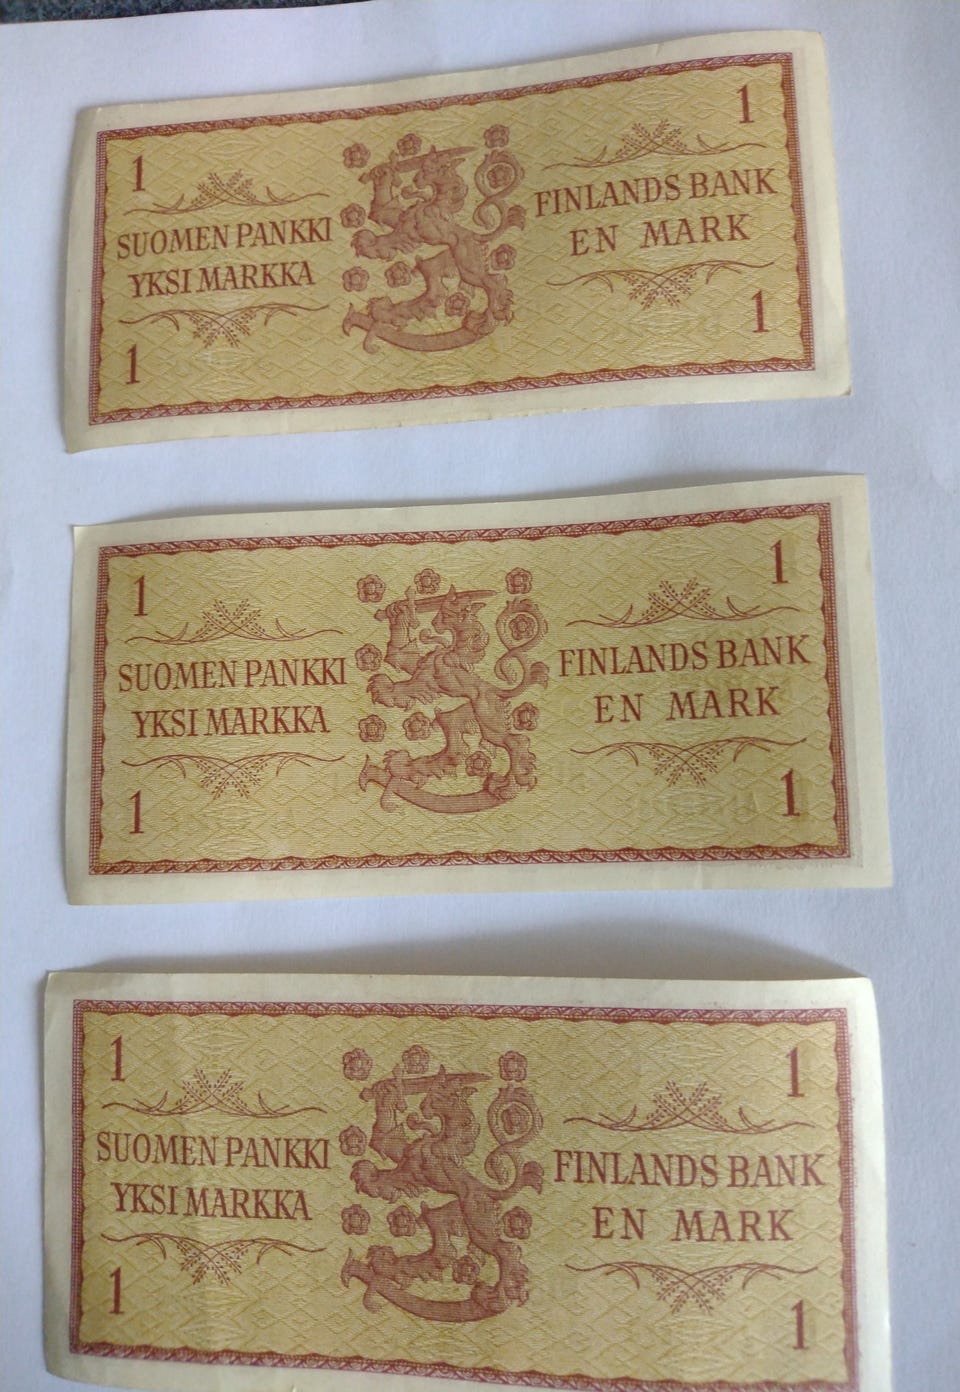 1
1
SUOMEN PANKKI
YKSI MARKKA
FINLANDS BANK
EN MARK
1
1
1
1
SUOMEN PANKKI
YKSI MARKKA
FINLANDS BANK
EN MARK
1
1
1
1
SUOMEN PANKKI
YKSI MARKKA
FINLANDS BANK
EN MARK
1
1